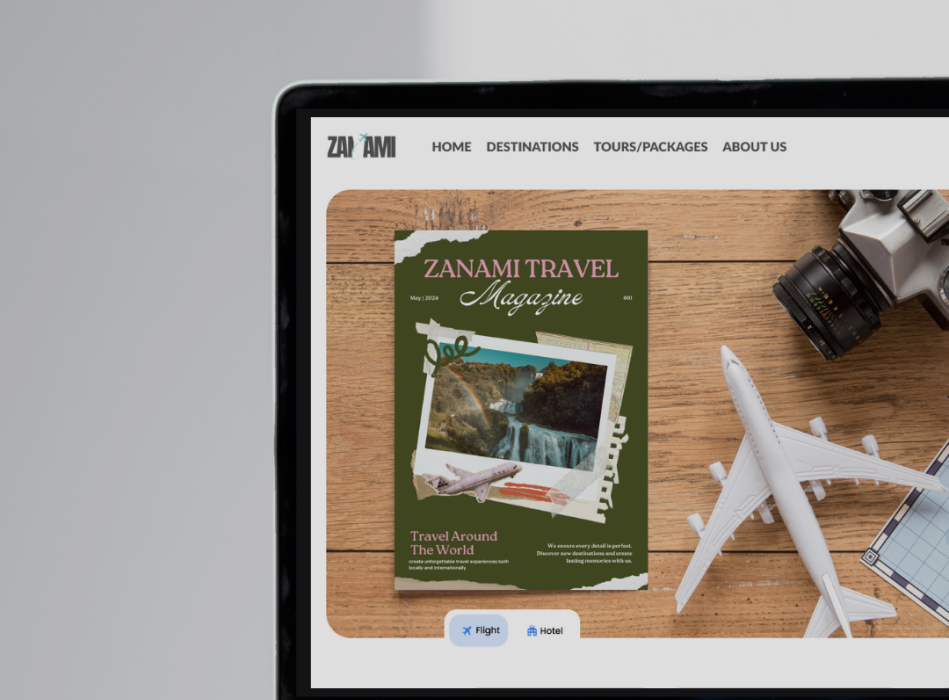 ZANAMI
HOME DESTINATIONS TOURS/PACKAGES ABOUT US
ZANAMI TRAVEL
Magazine
May | 2024
001
Travel Around
The World
create unforgettable travel experiences both
locally and internationally
We ensure every detail is perfect.
Discover new destinations and create
lasting memories with us.
Flight
Hotel